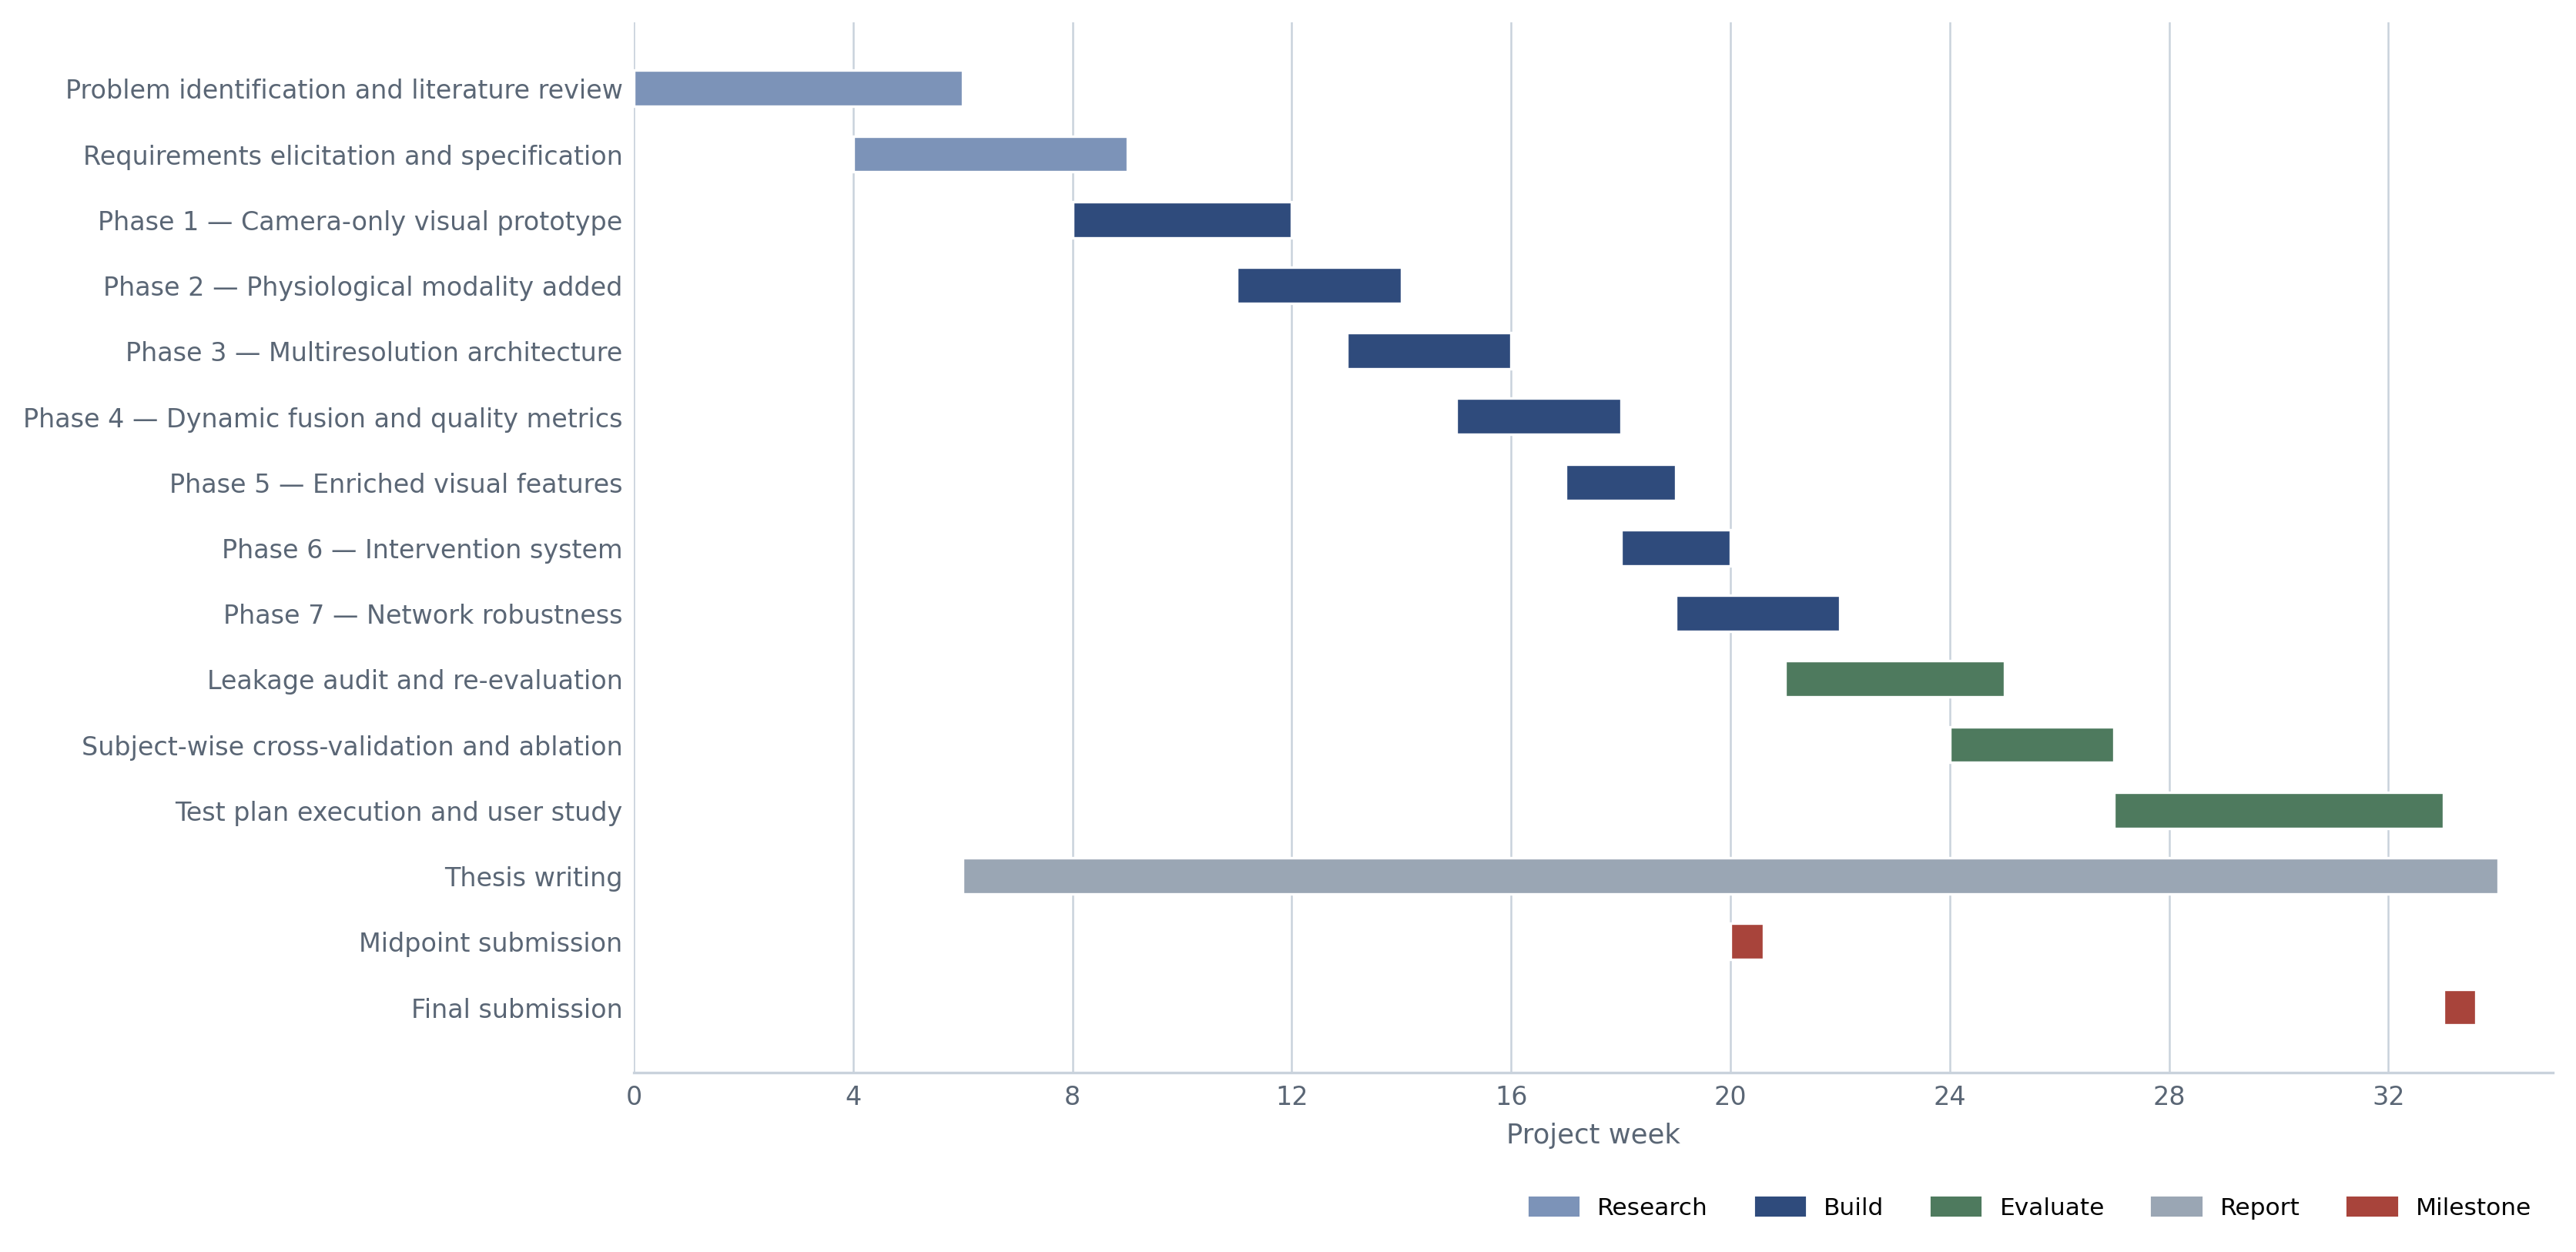 Problem identification and literature review
Requirements elicitation and specification
Phase 1 — Camera-only visual prototype
Phase 2 — Physiological modality added
Phase 3 — Multiresolution architecture
Phase 4 — Dynamic fusion and quality metrics
Phase 5 — Enriched visual features
Phase 6 — Intervention system
Phase 7 — Network robustness
Leakage audit and re-evaluation
Subject-wise cross-validation and ablation
Test plan execution and user study
Thesis writing
Midpoint submission
Final submission
0 4 8 12 16 20 24 28 32
Project week
Research Build Evaluate Report Milestone